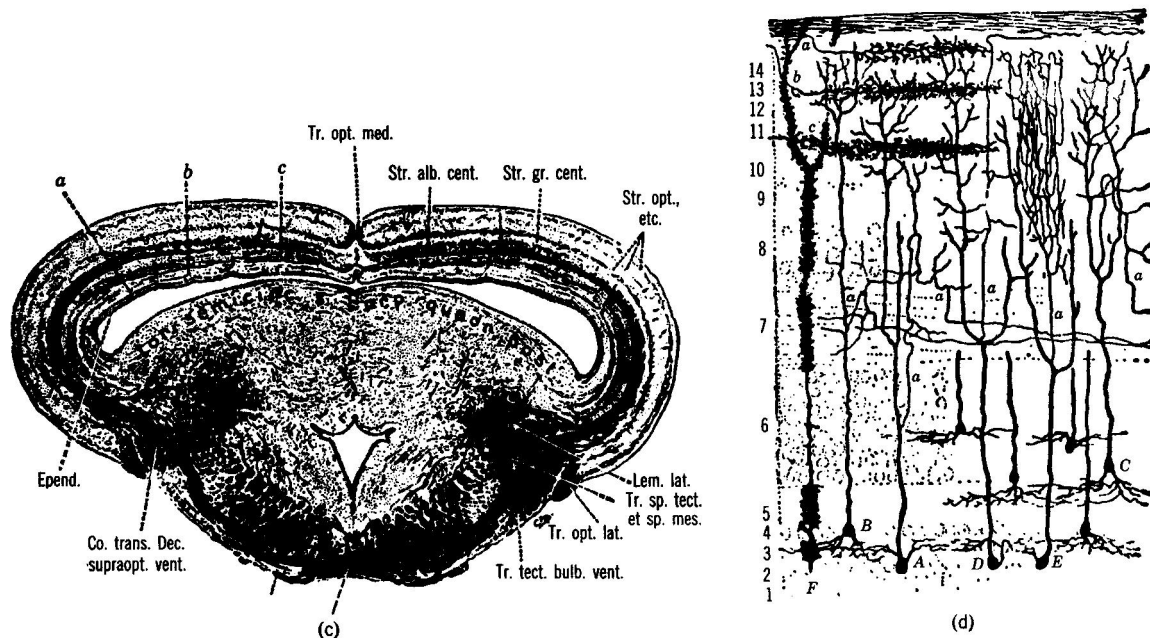 Tr. opt. med.
a
b
c
Str. alb. cent.
Str. gr. cent.
Str. opt.,
etc.
Epend.
Co. trans. Dec.
supraopt. vent.
Lem. lat.
Tr. sp. tect.
et sp. mes.
Tr. opt. lat.
Tr. tect. bulb. vent.
(c)
14
13
12
11
10
9
8
7
6
5
4
3
2
1
a
b
c
a
a
a
a
a
a
B
C
F
A
D
E
(d)